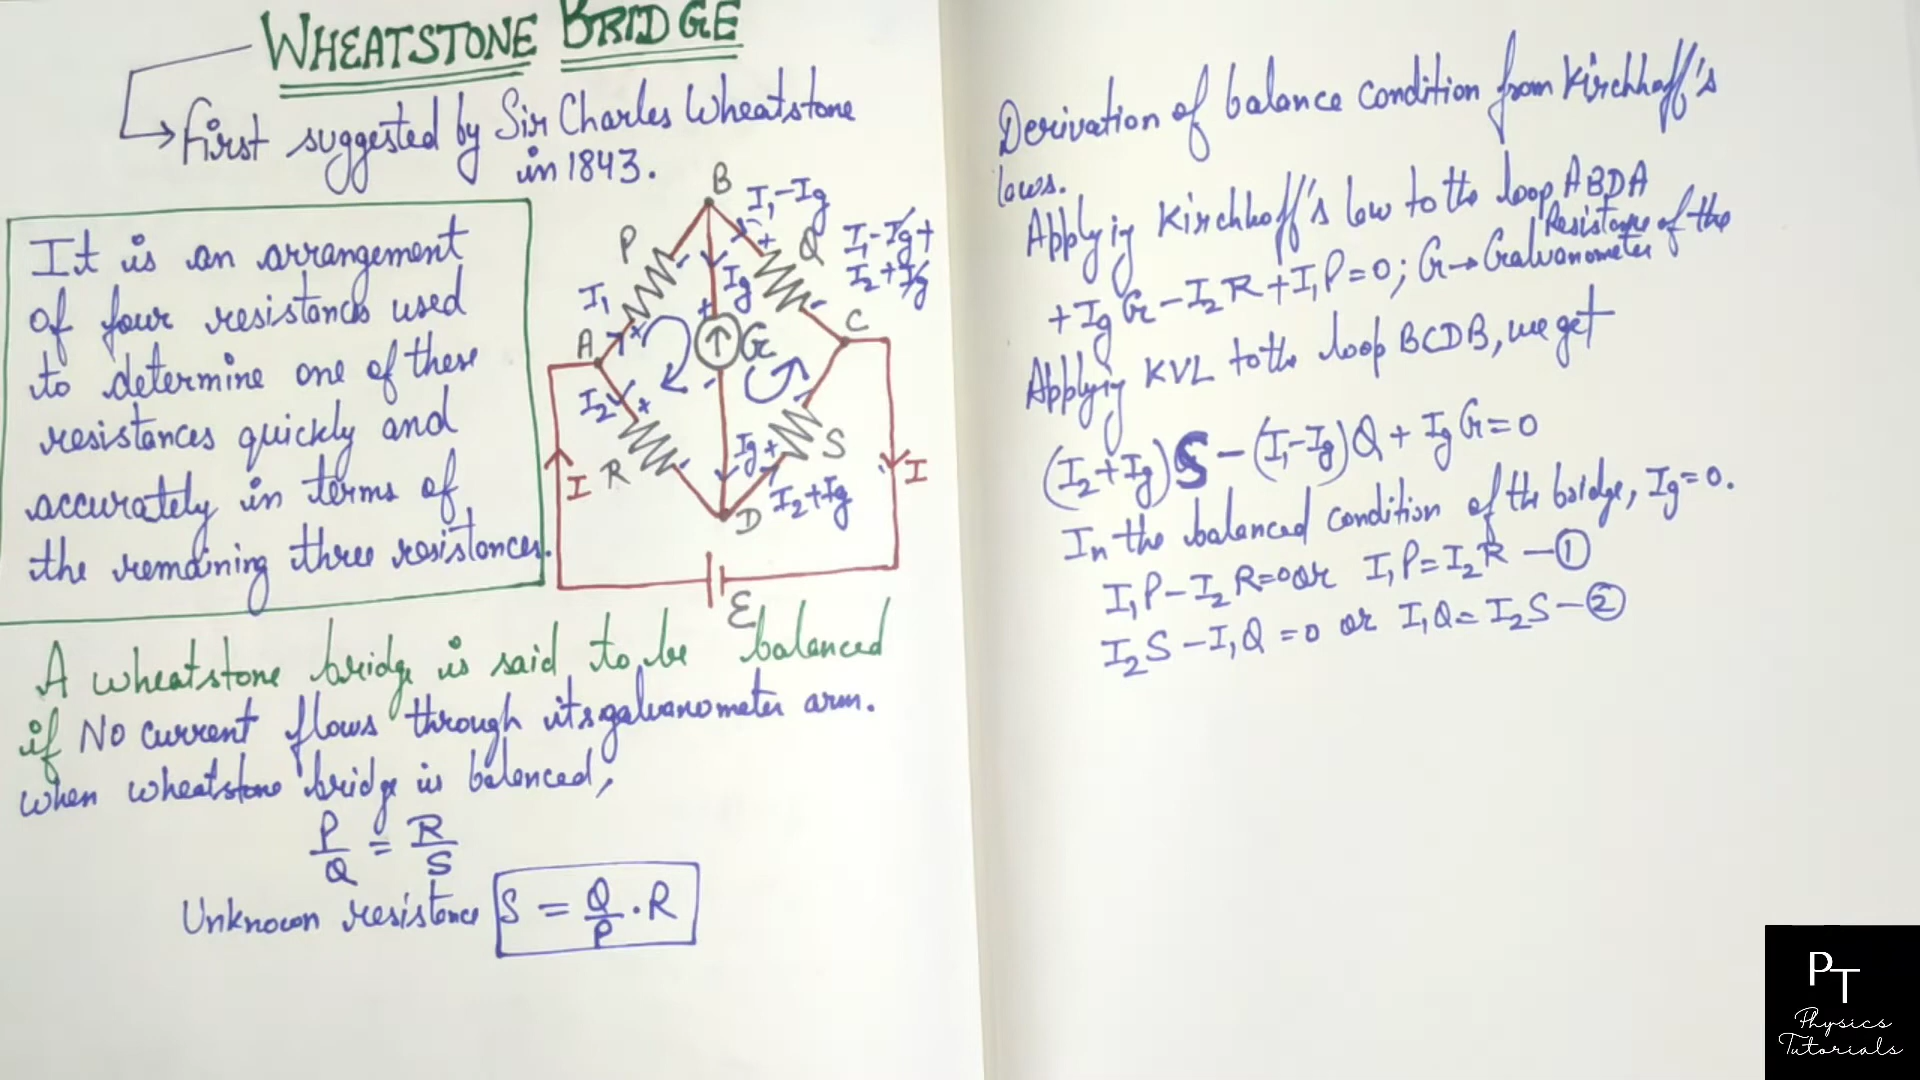 WHEATSTONE BRIDGE
First suggested by Sir Charles Wheatstone
in 1843.
It is an arrangement
of four resistances used
to determine one of these
resistances quickly and
accurately in terms of
the remaining three resistances.
B
I₁-Ig
P
Q
I₁-Ig+
I₂+Ig
I₁
Ig
A
G
C
I₂
R
Ig
S
I
I
D
I₂+Ig
ε
A wheatstone bridge is said to be balanced
if No current flows through its galvanometer arm.
when wheatstone bridge is balanced,
P/Q = R/S
Unknown resistance S = Q/P . R
Derivation of balance condition from Kirchhoff's
laws.
Applying Kirchhoff's law to the loop ABDA
+IgG-I₂R+I₁P=0; G→Resistance of the Galvanometer
Applying KVL to the loop BCDB, we get
(I₂+Ig)S-(I₁-Ig)Q+IgG=0
In the balanced condition of the bridge, Ig=0.
I₁P-I₂R=0 or I₁P=I₂R-①
I₂S-I₁Q=0 or I₁Q=I₂S-②
PT
Physics
Tutorials